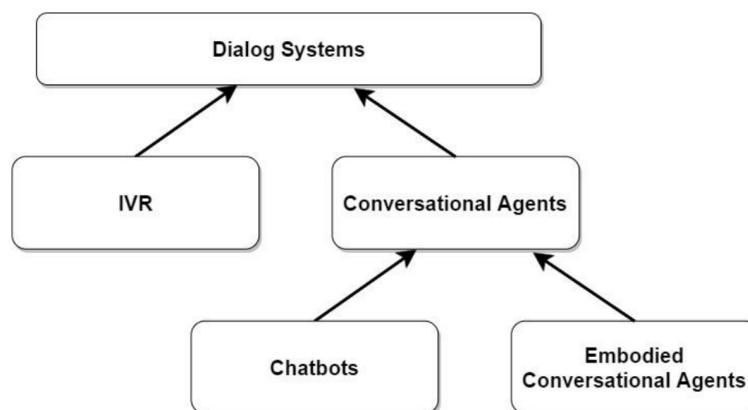 Dialog Systems
IVR
Conversational Agents
Chatbots
Embodied
Conversational Agents